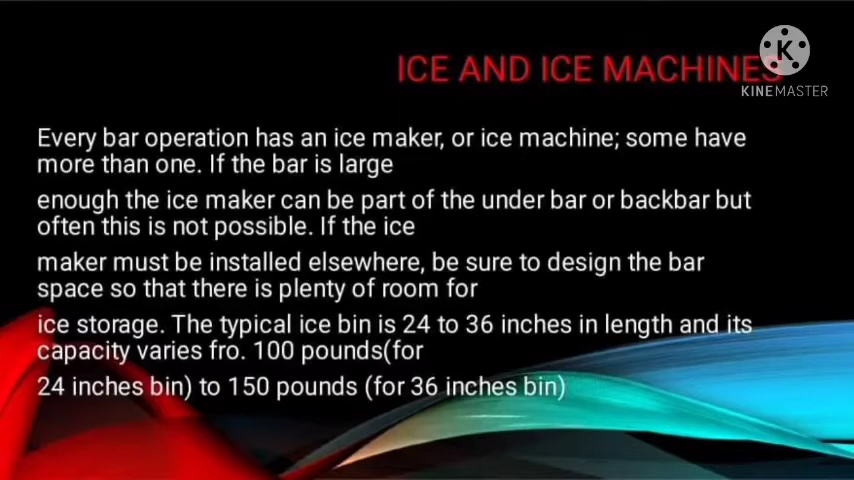 ICE AND ICE MACHINES
KINEMASTER
Every bar operation has an ice maker, or ice machine; some have
more than one. If the bar is large
enough the ice maker can be part of the under bar or backbar but
often this is not possible. If the ice
maker must be installed elsewhere, be sure to design the bar
space so that there is plenty of room for
ice storage. The typical ice bin is 24 to 36 inches in length and its
capacity varies fro. 100 pounds(for
24 inches bin) to 150 pounds (for 36 inches bin)